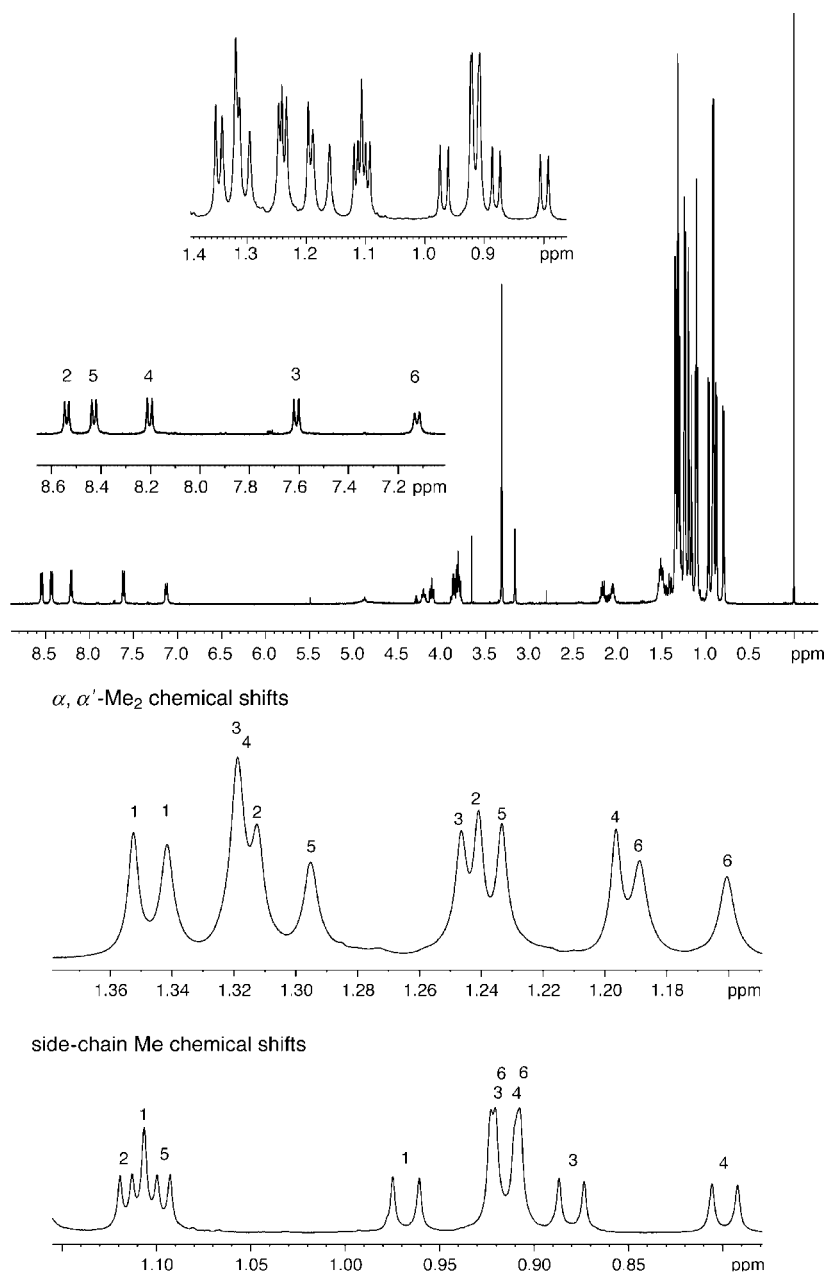 1.4 1.3 1.2 1.1 1.0 0.9 ppm
2 5 4 3 6
8.6 8.4 8.2 8.0 7.8 7.6 7.4 7.2 ppm
8.5 8.0 7.5 7.0 6.5 6.0 5.5 5.0 4.5 4.0 3.5 3.0 2.5 2.0 1.5 1.0 0.5 ppm
α, α′-Me2 chemical shifts
3
4
1 1 2 5 3 2 5 4 6 6
1.36 1.34 1.32 1.30 1.28 1.26 1.24 1.22 1.20 1.18 ppm
side-chain Me chemical shifts
6 6
1 3 4
2 5 1 3 4
1.10 1.05 1.00 0.95 0.90 0.85 ppm